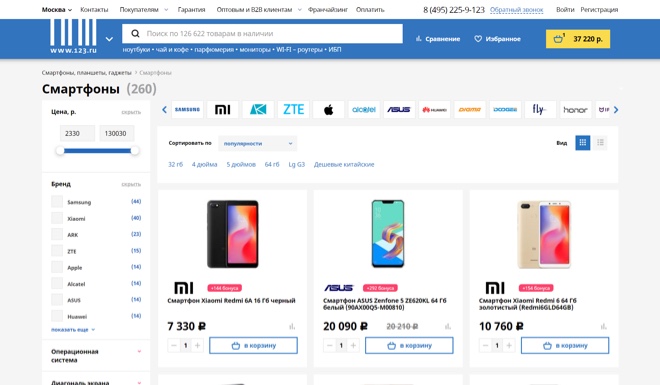 Москва
Контакты
Покупателям
Гарантия
Оптовым и B2B клиентам
Франчайзинг
Оплатить
8 (495) 225-9-123
Обратный звонок
Войти
Регистрация
www.123.ru
Поиск по 126 622 товарам в наличии
ноутбуки • чай и кофе • парфюмерия • мониторы • WI-FI – роутеры • ИБП
Сравнение
Избранное
1
37 220 р.
Смартфоны, планшеты, гаджеты › Смартфоны
Смартфоны (260)
Цена, р.
скрыть
2330
130030
Бренд
скрыть
Samsung (44)
Xiaomi (40)
ARK (23)
ZTE (15)
Apple (14)
Alcatel (14)
ASUS (14)
Huawei (14)
показать еще
Операционная система
Диагональ экрана
SAMSUNG
mi
ZTE
alcatel
ASUS
HUAWEI
DIGMA
DOOGEE
fly
honor
Сортировать по
популярности
Вид
32 гб
4 дюйма
5 дюймов
64 гб
Lg G3
Дешевые китайские
mi
+144 бонуса
Смартфон Xiaomi Redmi 6A 16 Гб черный
7 330 ₽
1
в корзину
ASUS
+292 бонуса
Смартфон ASUS Zenfone 5 ZE620KL 64 Гб
белый (90AX00Q5-M00810)
20 090 ₽
20 210 ₽
1
в корзину
mi
+154 бонуса
Смартфон Xiaomi Redmi 6 64 Гб
золотистый (Redmi6GLD64GB)
10 760 ₽
1
в корзину